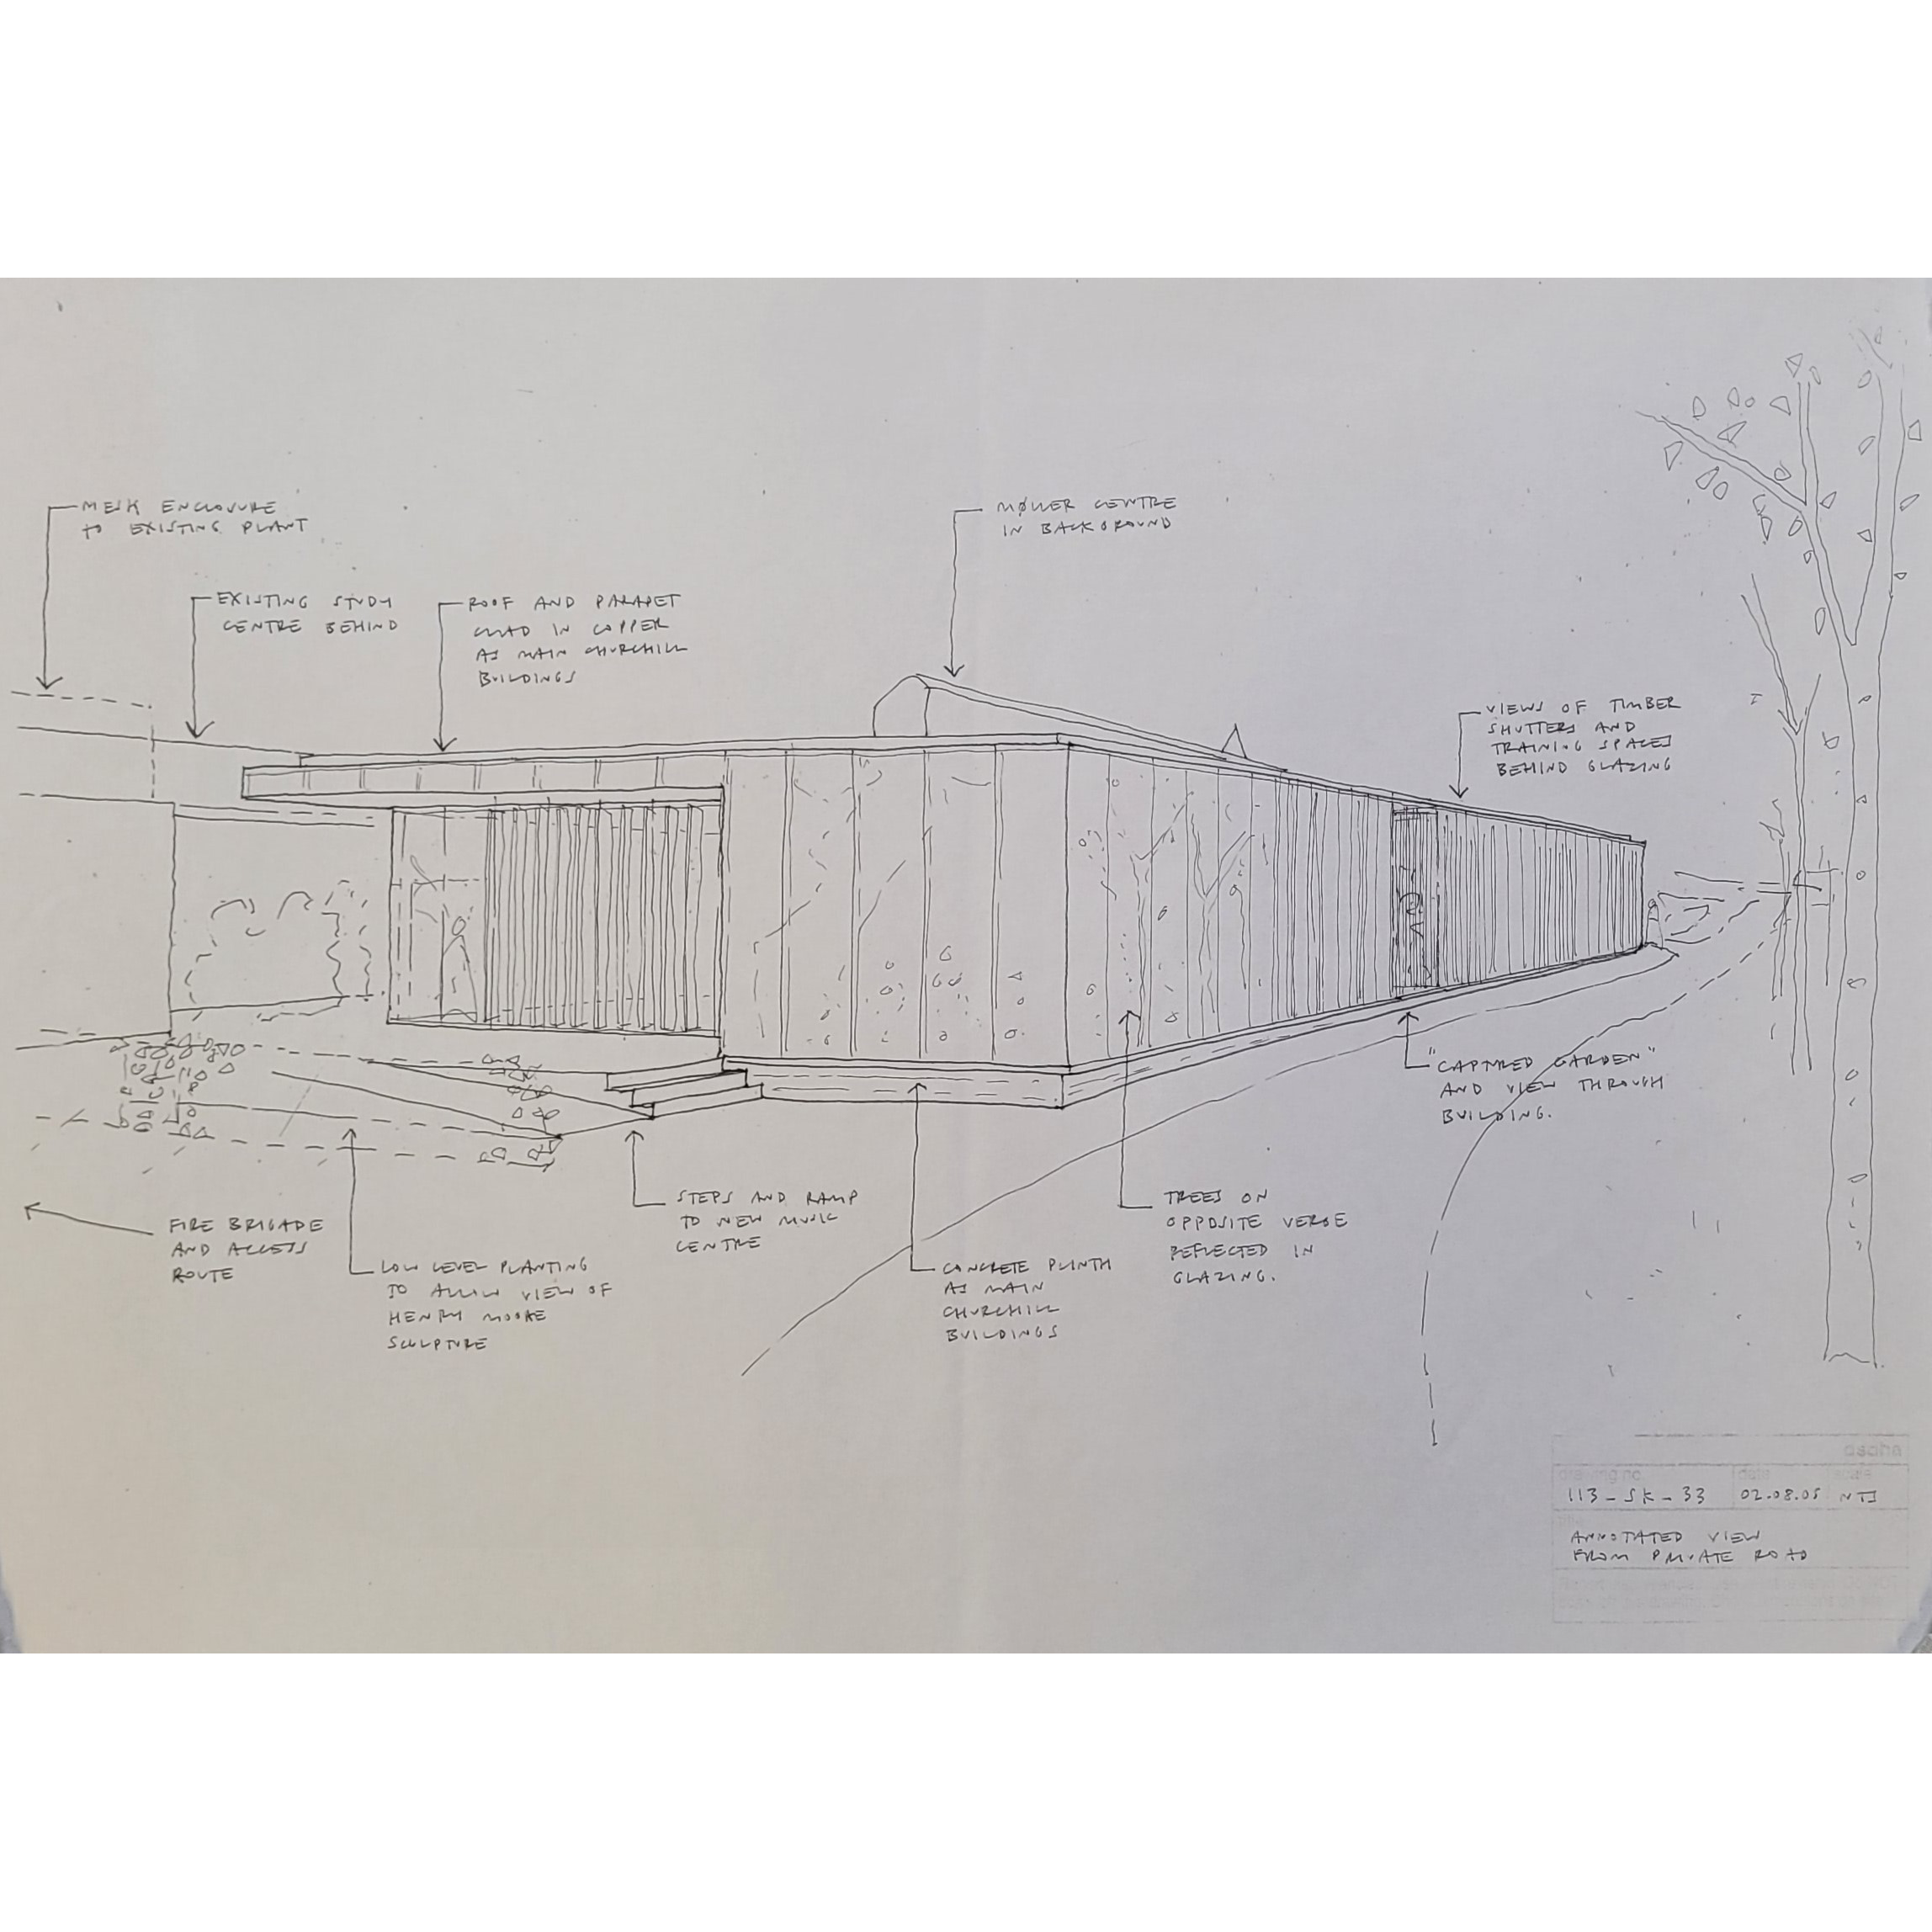 MESH ENCLOSURE
TO EXISTING PLANT
EXISTING STUDY
CENTRE BEHIND
ROOF AND PARAPET
CLAD IN COPPER
AS MAIN CHURCHILL
BUILDINGS
MØLLER CENTRE
IN BACKGROUND
VIEWS OF TIMBER
SHUTTERS AND
TRAINING SPACES
BEHIND GLAZING
"CAPTURED GARDEN"
AND VIEW THROUGH
BUILDING.
FIRE BRIGADE
AND ACCESS
ROUTE
LOW LEVEL PLANTING
TO ALLOW VIEW OF
HENRY MOORE
SCULPTURE
STEPS AND RAMP
TO NEW MUSIC
CENTRE
CONCRETE PLINTH
AS MAIN
CHURCHILL
BUILDINGS
TREES ON
OPPOSITE VERGE
REFLECTED IN
GLAZING.
dsdha
drawing no. date scale
113-SK-33 02.08.05 NTS
title
ANNOTATED VIEW
FROM PRIVATE ROAD